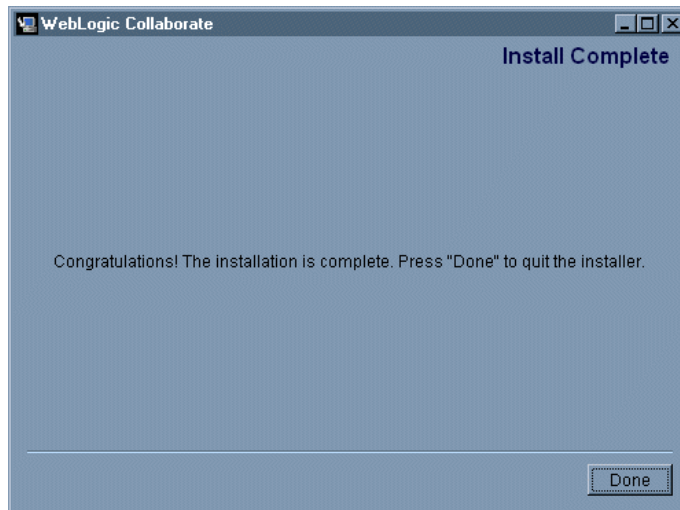 WebLogic Collaborate
Install Complete
Congratulations! The installation is complete. Press "Done" to quit the installer.
Done